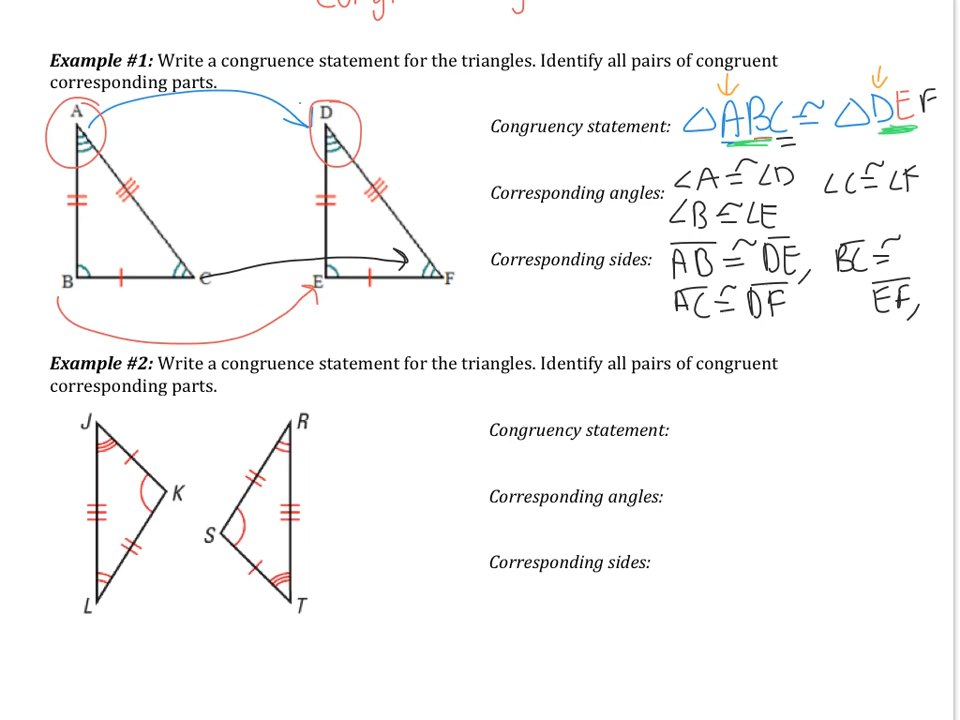 Example #1: Write a congruence statement for the triangles. Identify all pairs of congruent
corresponding parts.
A
D
B
C
E
F
Congruency statement: △ABC ≅ △DEF
Corresponding angles: ∠A ≅ ∠D ∠C ≅ ∠F
∠B ≅ ∠E
Corresponding sides: AB ≅ DE, BC ≅
AC ≅ DF EF,
Example #2: Write a congruence statement for the triangles. Identify all pairs of congruent
corresponding parts.
J
R
K
S
L
T
Congruency statement:
Corresponding angles:
Corresponding sides: